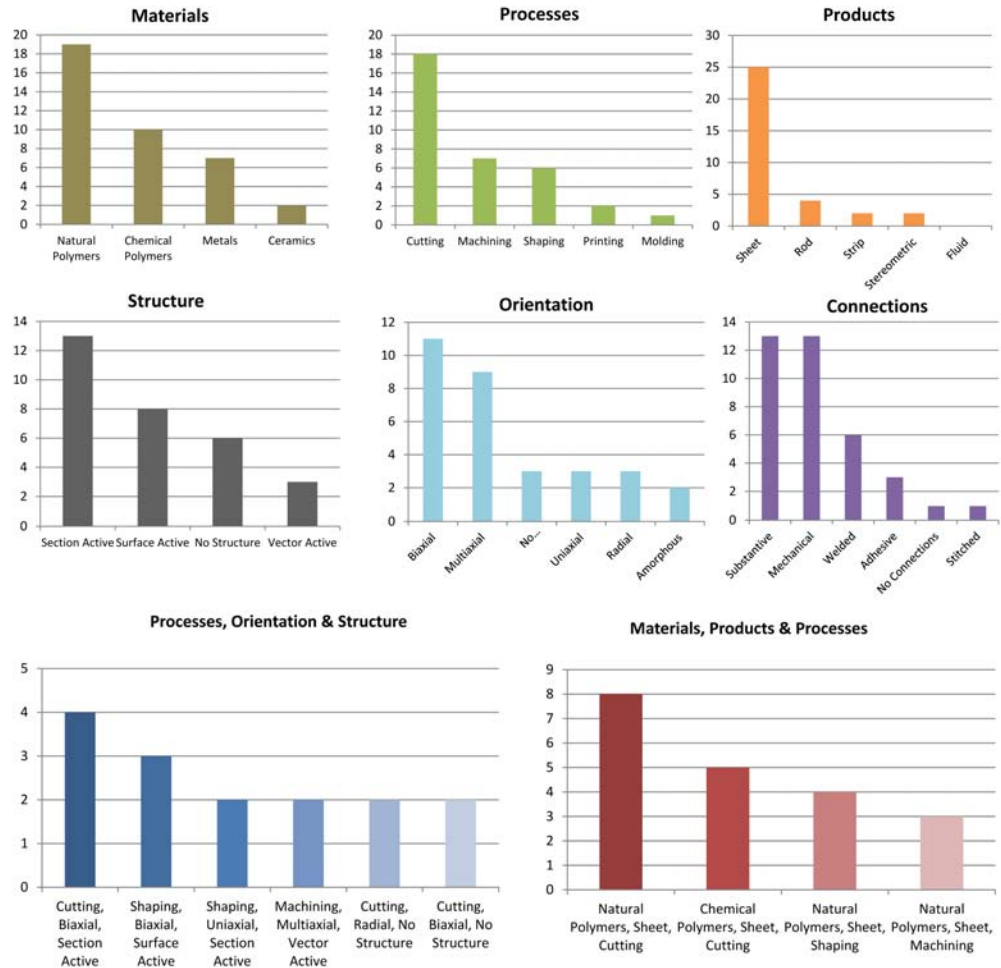 Materials
20
18
16
14
12
10
8
6
4
2
0
Natural
Polymers
Chemical
Polymers
Metals
Ceramics
Processes
20
18
16
14
12
10
8
6
4
2
0
Cutting
Machining
Shaping
Printing
Molding
Products
30
25
20
15
10
5
0
Sheet
Rod
Strip
Stereometric
Fluid
Structure
14
12
10
8
6
4
2
0
Section Active
Surface Active
No Structure
Vector Active
Orientation
12
10
8
6
4
2
0
Biaxial
Multiaxial
No...
Uniaxial
Radial
Amorphous
Connections
14
12
10
8
6
4
2
0
Substantive
Mechanical
Welded
Adhesive
No Connections
Stitched
Processes, Orientation & Structure
5
4
3
2
1
0
Cutting,
Biaxial,
Section
Active
Shaping,
Biaxial,
Surface
Active
Shaping,
Uniaxial,
Section
Active
Machining,
Multiaxial,
Vector
Active
Cutting,
Radial, No
Structure
Cutting,
Biaxial, No
Structure
Materials, Products & Processes
9
8
7
6
5
4
3
2
1
0
Natural
Polymers, Sheet,
Cutting
Chemical
Polymers, Sheet,
Cutting
Natural
Polymers, Sheet,
Shaping
Natural
Polymers, Sheet,
Machining